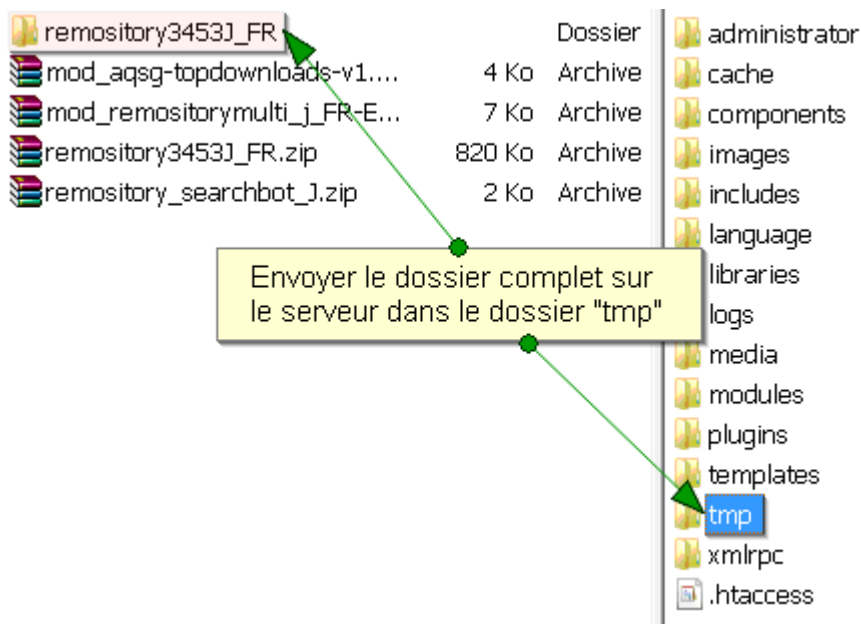 remository3453J_FR Dossier
mod_aqsg-topdownloads-v1.... 4 Ko Archive
mod_remositorymulti_j_FR-E... 7 Ko Archive
remository3453J_FR.zip 820 Ko Archive
remository_searchbot_J.zip 2 Ko Archive
Envoyer le dossier complet sur
le serveur dans le dossier "tmp"
administrator
cache
components
images
includes
language
libraries
logs
media
modules
plugins
templates
tmp
xmlrpc
.htaccess